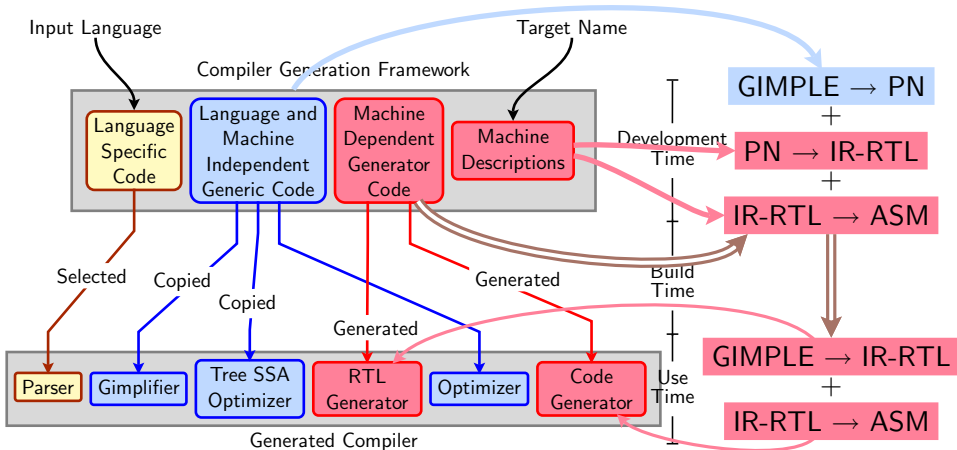 Input Language
Target Name
Compiler Generation Framework
Language
Specific
Code
Language and
Machine
Independent
Generic Code
Machine
Dependent
Generator
Code
Machine
Descriptions
Development
Time
GIMPLE → PN
+
PN → IR-RTL
+
IR-RTL → ASM
Selected
Copied
Copied
Generated
Generated
Build
Time
GIMPLE → IR-RTL
+
IR-RTL → ASM
Parser
Gimplifier
Tree SSA
Optimizer
RTL
Generator
Optimizer
Code
Generator
Use
Time
Generated Compiler